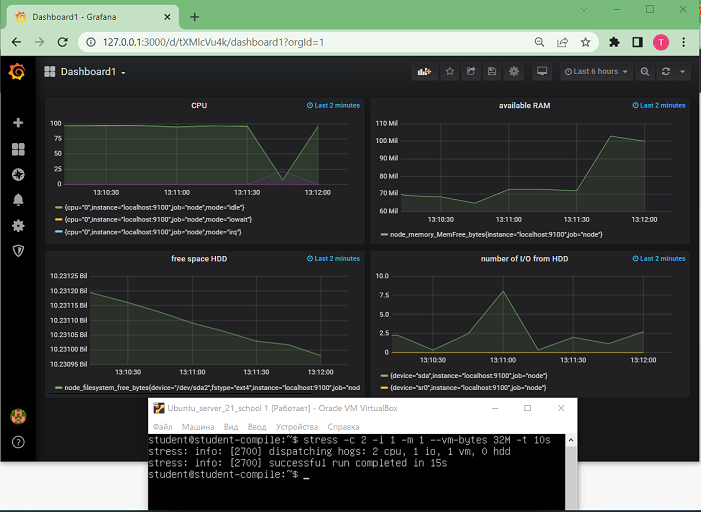 Dashboard1 - Grafana
127.0.0.1:3000/d/tXMlcVu4k/dashboard1?orgId=1
T
Dashboard1
Last 6 hours
CPU
Last 2 minutes
100
75
50
25
0
13:10:30
13:11:00
13:11:30
13:12:00
{cpu="0",instance="localhost:9100",job="node",mode="idle"}
{cpu="0",instance="localhost:9100",job="node",mode="iowait"}
{cpu="0",instance="localhost:9100",job="node",mode="irq"}
available RAM
Last 2 minutes
110 Mil
100 Mil
90 Mil
80 Mil
70 Mil
60 Mil
13:10:30
13:11:00
13:11:30
13:12:00
node_memory_MemFree_bytes{instance="localhost:9100",job="node"}
free space HDD
Last 2 minutes
10.23125 Bil
10.23120 Bil
10.23115 Bil
10.23110 Bil
10.23105 Bil
10.23100 Bil
10.23095 Bil
13:10:30
13:11:00
13:11:30
13:12:00
node_filesystem_free_bytes{device="/dev/sda2",fstype="ext4",instance="localhost:9100",job="nod
number of I/O from HDD
Last 2 minutes
10.0
7.5
5.0
2.5
0
13:10:30
13:11:00
13:11:30
13:12:00
{device="sda",instance="localhost:9100",job="node"}
{device="sr0",instance="localhost:9100",job="node"}
Ubuntu_server_21_school 1 [Работает] - Oracle VM VirtualBox
Файл Машина Вид Ввод Устройства Справка
student@student-compile:~$ stress -c 2 -i 1 -m 1 --vm-bytes 32M -t 10s
stress: info: [2700] dispatching hogs: 2 cpu, 1 io, 1 vm, 0 hdd
stress: info: [2700] successful run completed in 15s
student@student-compile:~$ _